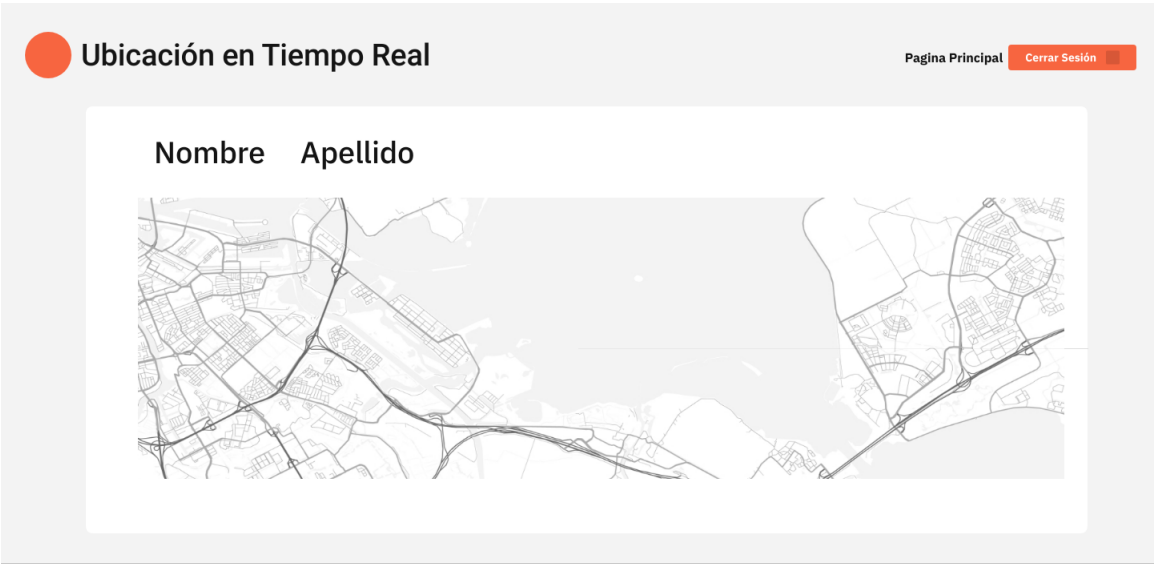 Ubicación en Tiempo Real
Pagina Principal
Cerrar Sesión
Nombre Apellido